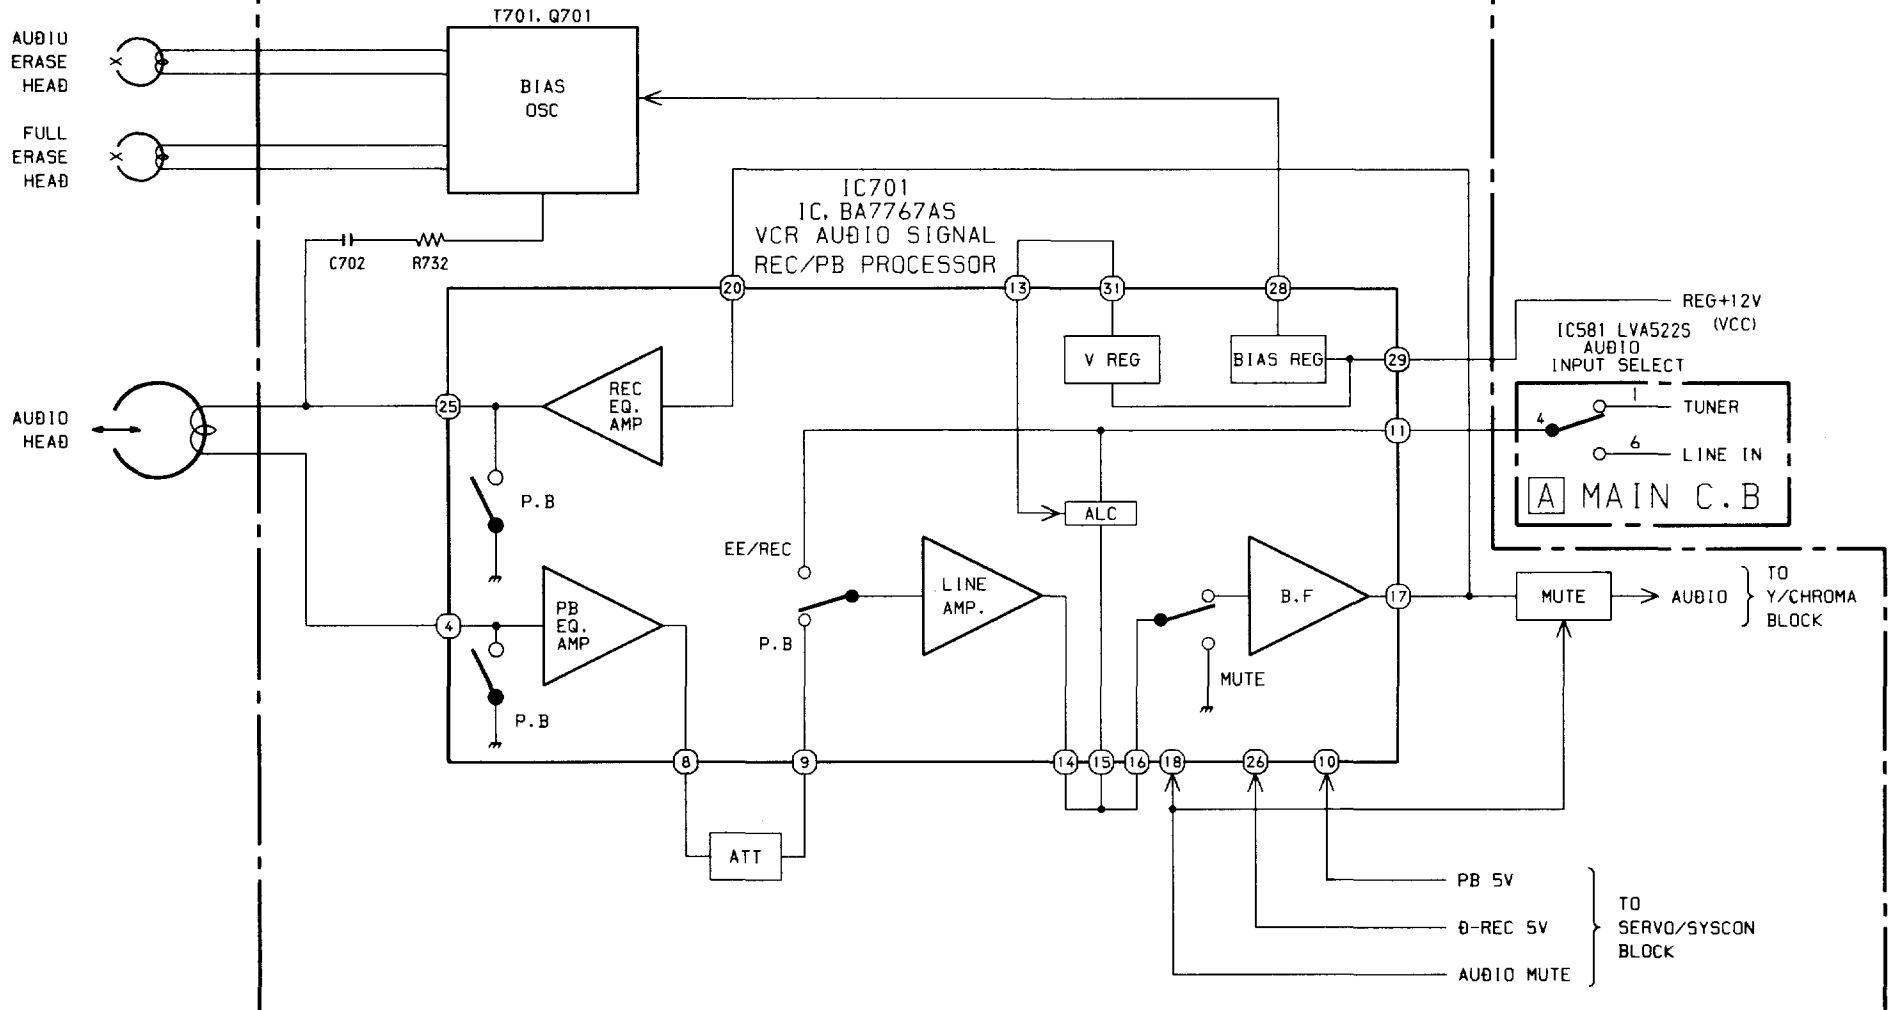 T701, Q701
AUDIO
ERASE
HEAD
BIAS
OSC
FULL
ERASE
HEAD
C702
R732
IC701
IC, BA7767AS
VCR AUDIO SIGNAL
REC/PB PROCESSOR
20
13
31
28
REG+12V
(VCC)
IC581 LVA522S
AUDIO
INPUT SELECT
V REG
BIAS REG
29
AUDIO
HEAD
25
REC
EQ.
AMP
11
4
1
TUNER
6
LINE IN
A MAIN C.B
P.B
ALC
EE/REC
LINE
AMP.
B.F
17
MUTE
AUDIO
TO
Y/CHROMA
BLOCK
4
PB
EQ.
AMP
P.B
MUTE
P.B
8
9
14
15
16
18
26
10
ATT
PB 5V
D-REC 5V
AUDIO MUTE
TO
SERVO/SYSCON
BLOCK